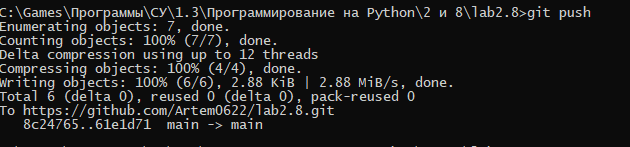 C:\Games\Программы\СУ\1.3\Программирование на Python\2 и 8\lab2.8>git push
Enumerating objects: 7, done.
Counting objects: 100% (7/7), done.
Delta compression using up to 12 threads
Compressing objects: 100% (4/4), done.
Writing objects: 100% (6/6), 2.88 KiB | 2.88 MiB/s, done.
Total 6 (delta 0), reused 0 (delta 0), pack-reused 0
To https://github.com/Artem0622/lab2.8.git
   8c24765..61e1d71  main -> main